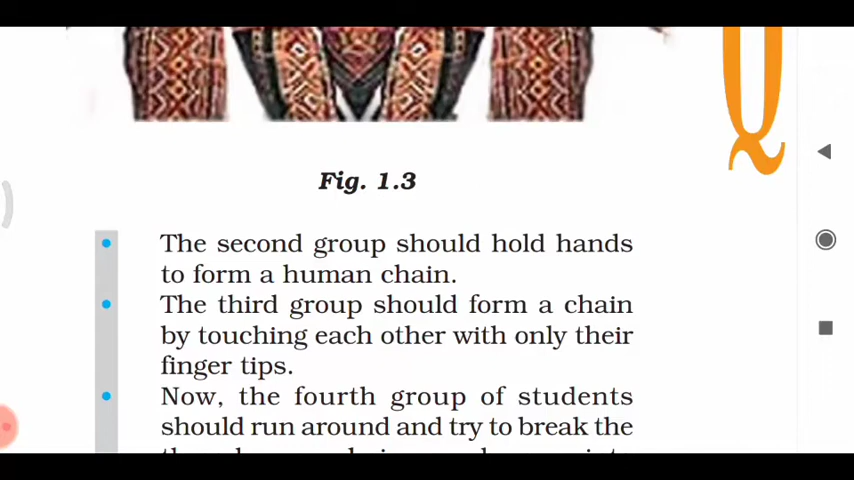 Q
Fig. 1.3
The second group should hold hands
to form a human chain.
The third group should form a chain
by touching each other with only their
finger tips.
Now, the fourth group of students
should run around and try to break the